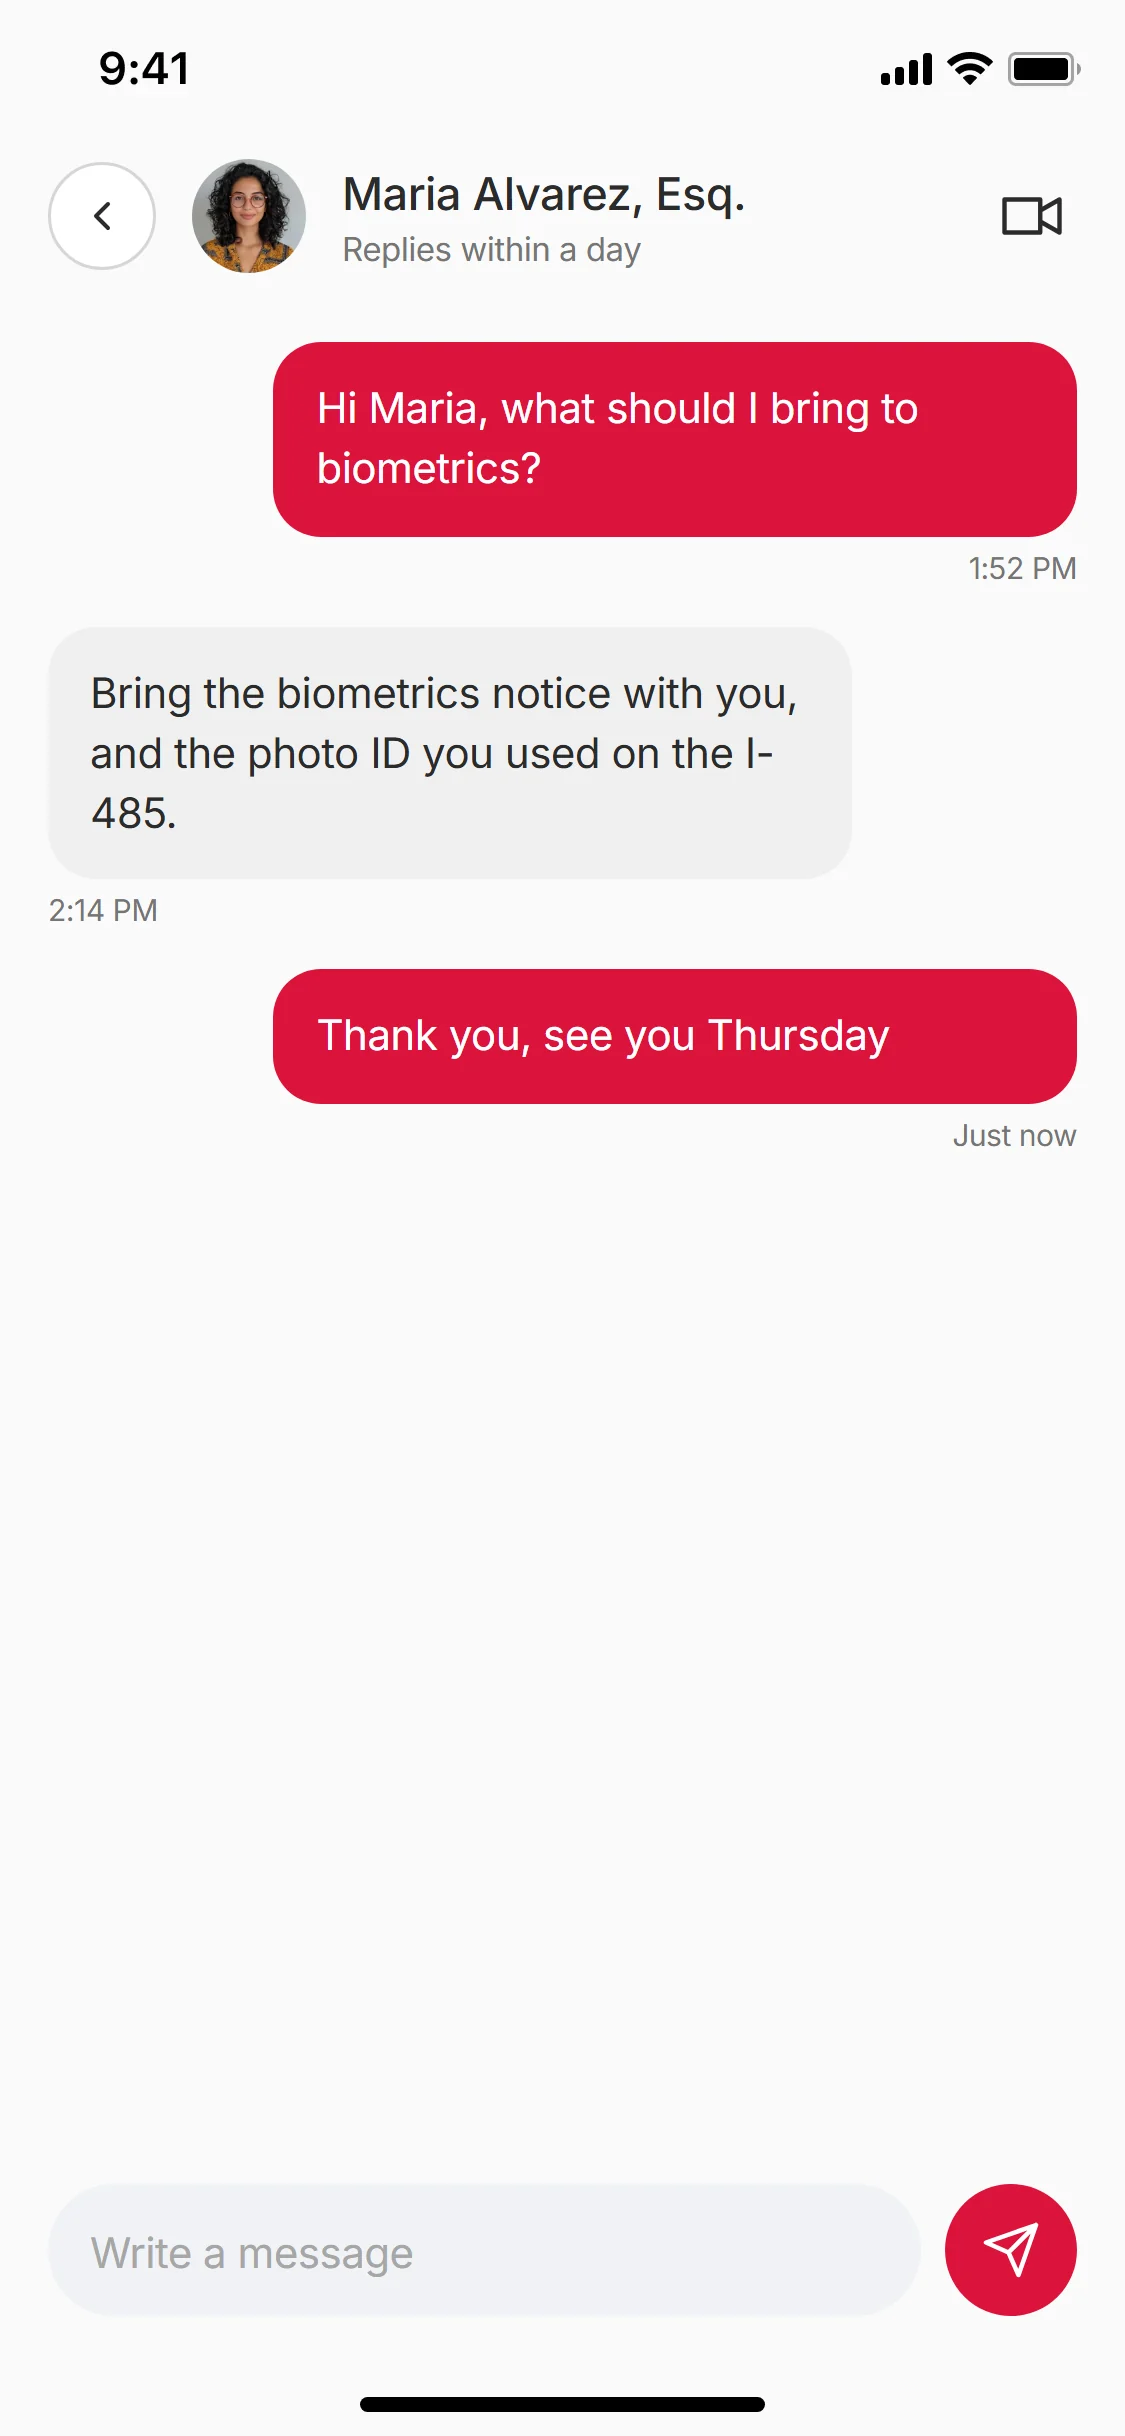 9:41
Maria Alvarez, Esq.
Replies within a day
Hi Maria, what should I bring to
biometrics?
1:52 PM
Bring the biometrics notice with you,
and the photo ID you used on the I-
485.
2:14 PM
Thank you, see you Thursday
Just now
Write a message